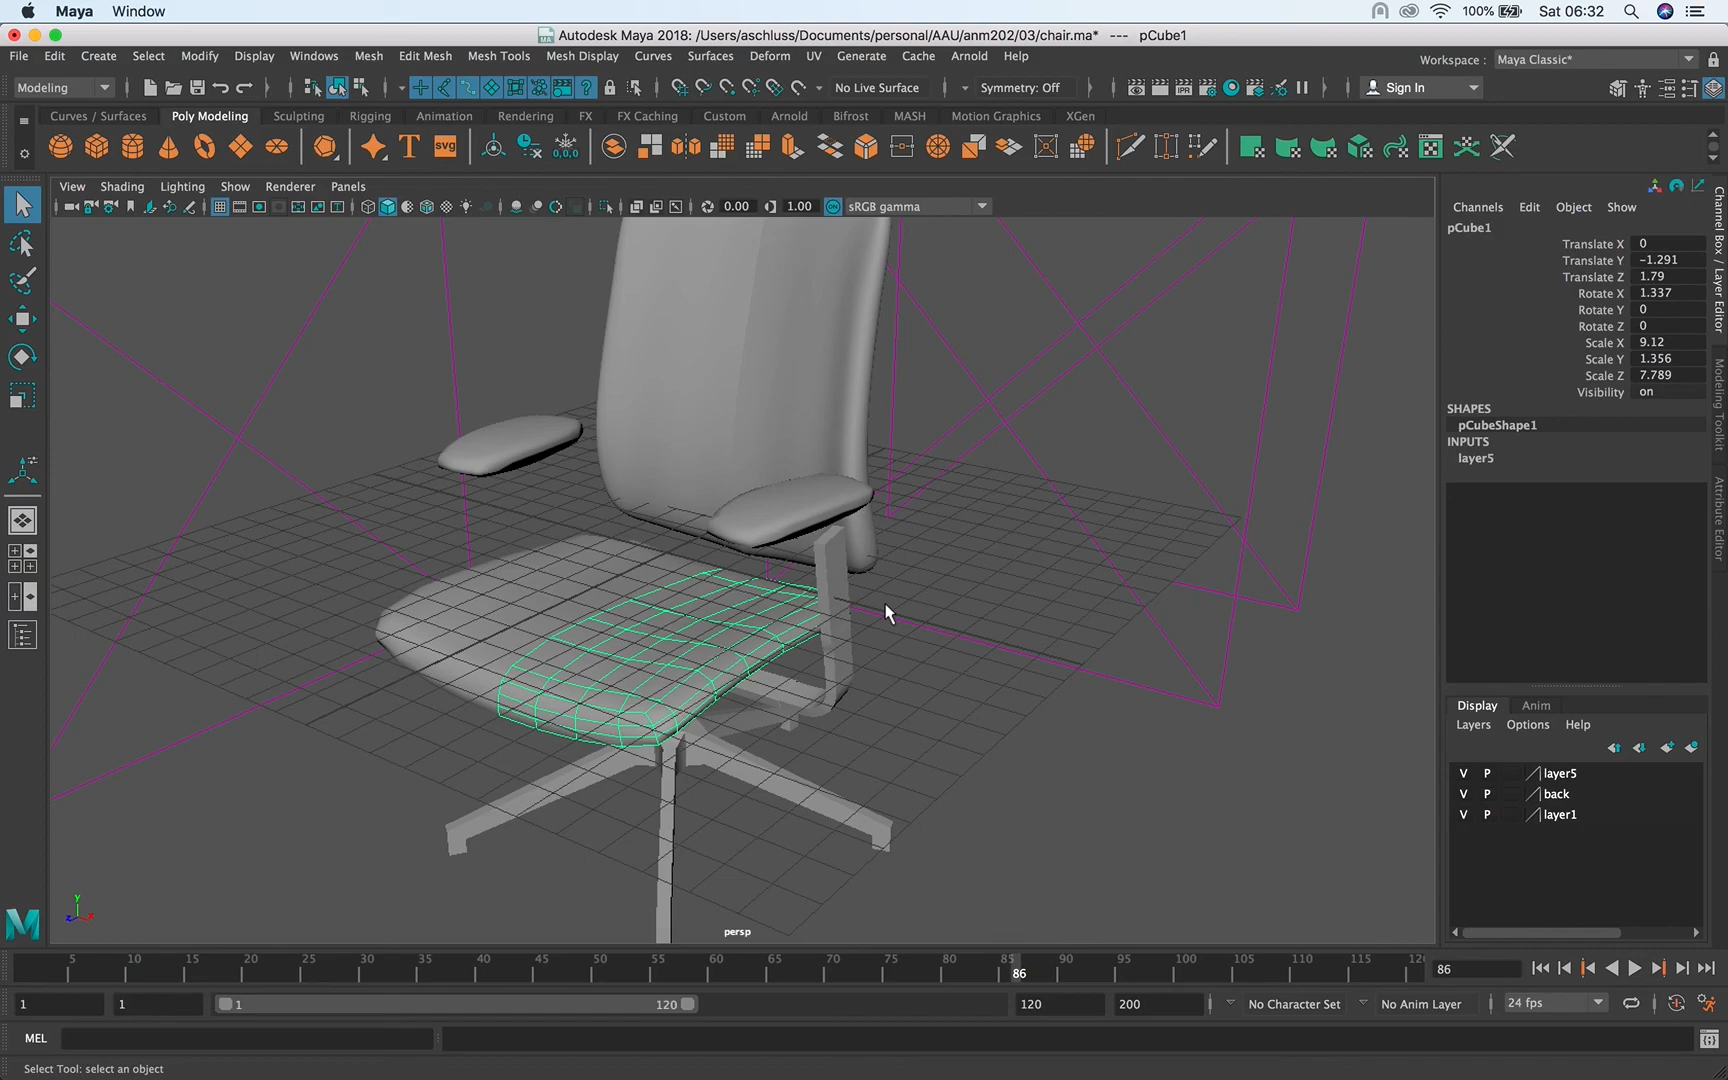 Maya Window 100% Sat 06:32
Autodesk Maya 2018: /Users/aschluss/Documents/personal/AAU/anm202/03/chair.ma* --- pCube1
File Edit Create Select Modify Display Windows Mesh Edit Mesh Mesh Tools Mesh Display Curves Surfaces Deform UV Generate Cache Arnold Help Workspace : Maya Classic*
Modeling No Live Surface Symmetry: Off Sign In
Curves / Surfaces Poly Modeling Sculpting Rigging Animation Rendering FX FX Caching Custom Arnold Bifrost MASH Motion Graphics XGen
T svg 0,0,0
View Shading Lighting Show Renderer Panels
0.00 1.00 ON sRGB gamma
Channels Edit Object Show
pCube1
Translate X 0
Translate Y -1.291
Translate Z 1.79
Rotate X 1.337
Rotate Y 0
Rotate Z 0
Scale X 9.12
Scale Y 1.356
Scale Z 7.789
Visibility on
SHAPES
pCubeShape1
INPUTS
layer5
Channel Box / Layer Editor
Modeling Toolkit
Attribute Editor
Display Anim
Layers Options Help
V P layer5
V P back
V P layer1
y
z x
persp
5 10 15 20 25 30 35 40 45 50 55 60 65 70 75 80 85 90 95 100 105 110 115 12
86 86
1 1 1 120 120 200 No Character Set No Anim Layer 24 fps
MEL
Select Tool: select an object